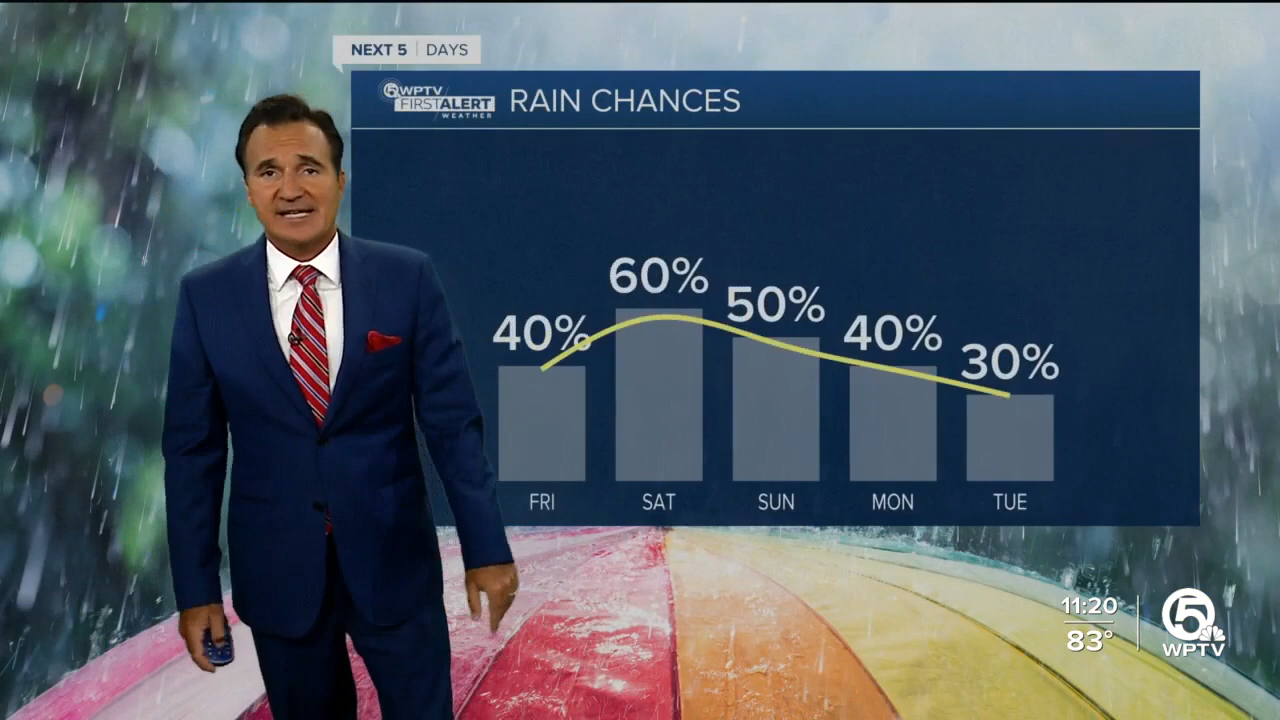 NEXT 5 | DAYS
5 WPTV
FIRST ALERT
WEATHER
RAIN CHANCES
40% 60% 50% 40% 30%
FRI SAT SUN MON TUE
11:20
83°
5
WPTV